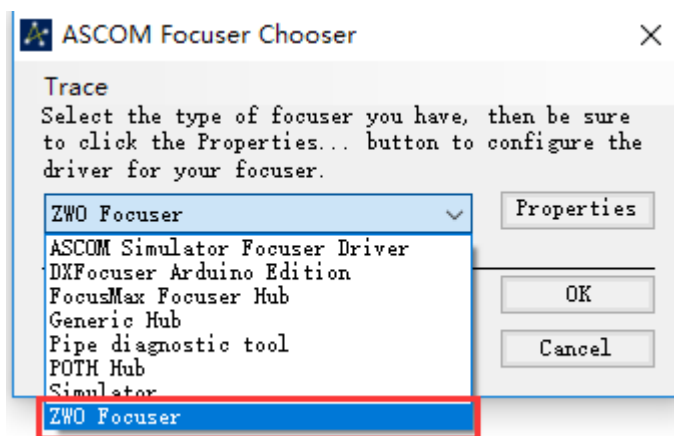 ASCOM Focuser Chooser
Trace
Select the type of focuser you have, then be sure
to click the Properties... button to configure the
driver for your focuser.
ZWO Focuser
Properties
ASCOM Simulator Focuser Driver
DXFocuser Arduino Edition
FocusMax Focuser Hub
Generic Hub
Pipe diagnostic tool
POTH Hub
Simulator
ZWO Focuser
OK
Cancel